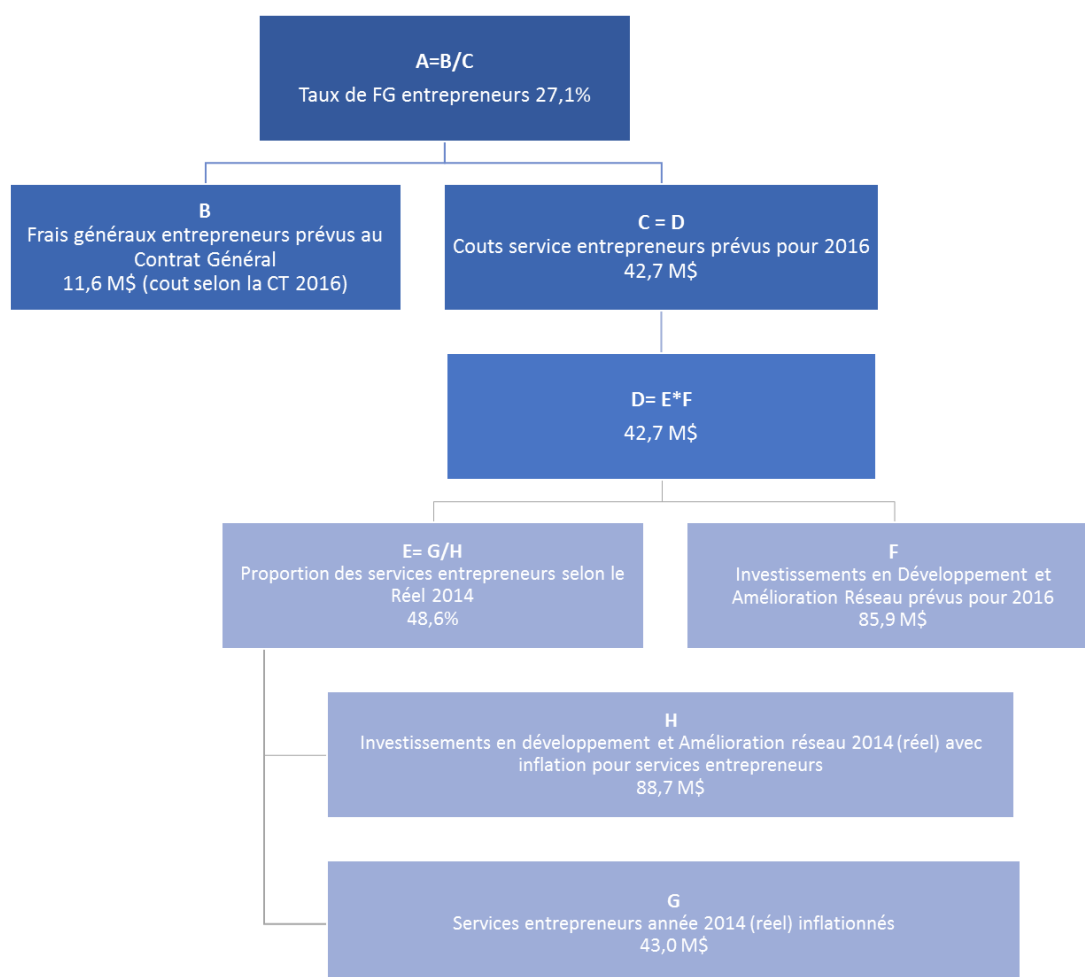 A=B/C
Taux de FG entrepreneurs 27,1%
B
Frais généraux entrepreneurs prévus au
Contrat Général
11,6 M$ (cout selon la CT 2016)
C = D
Couts service entrepreneurs prévus pour 2016
42,7 M$
D= E*F
42,7 M$
E= G/H
Proportion des services entrepreneurs selon le
Réel 2014
48,6%
F
Investissements en Développement et
Amélioration Réseau prévus pour 2016
85,9 M$
H
Investissements en développement et Amélioration réseau 2014 (réel) avec
inflation pour services entrepreneurs
88,7 M$
G
Services entrepreneurs année 2014 (réel) inflationnés
43,0 M$